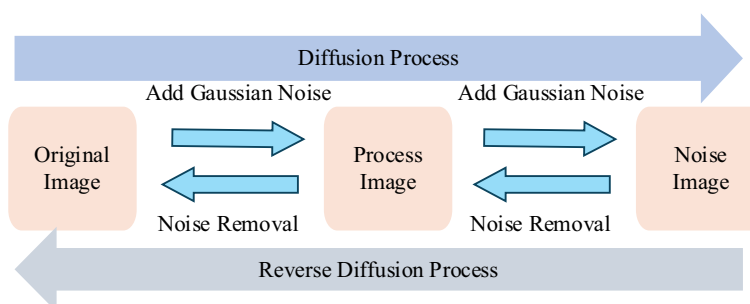 Diffusion Process
Add Gaussian Noise
Add Gaussian Noise
Original
Image
Process
Image
Noise
Image
Noise Removal
Noise Removal
Reverse Diffusion Process